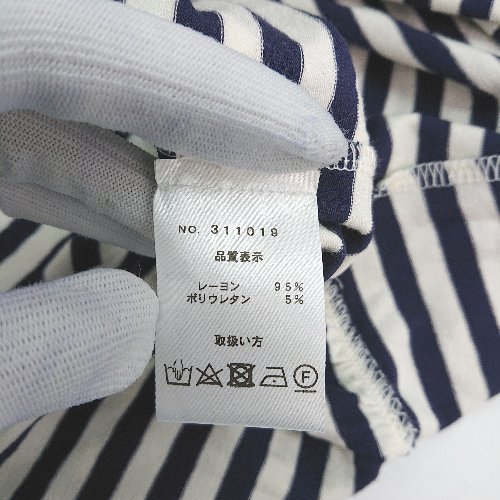 NO. 311019
品質表示
レーヨン 95%
ポリウレタン 5%
取扱い方
F